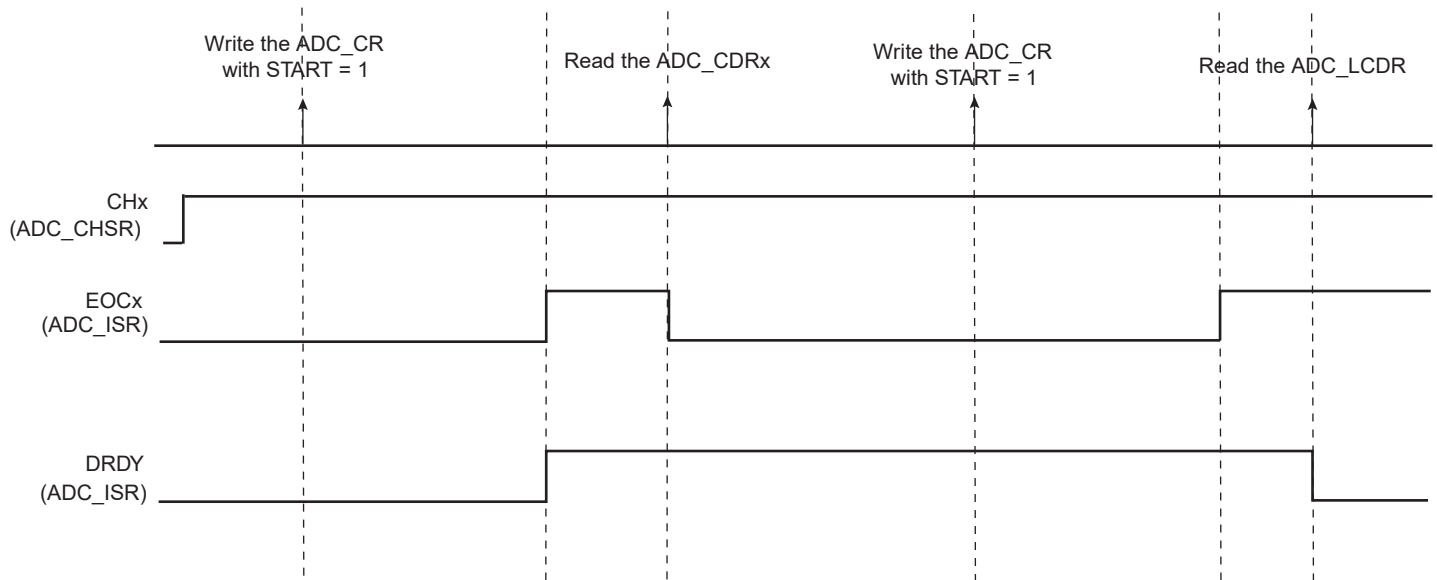 Write the ADC_CR
with START = 1
Read the ADC_CDRx
Write the ADC_CR
with START = 1
Read the ADC_LCDR
CHx
(ADC_CHSR)
EOCx
(ADC_ISR)
DRDY
(ADC_ISR)